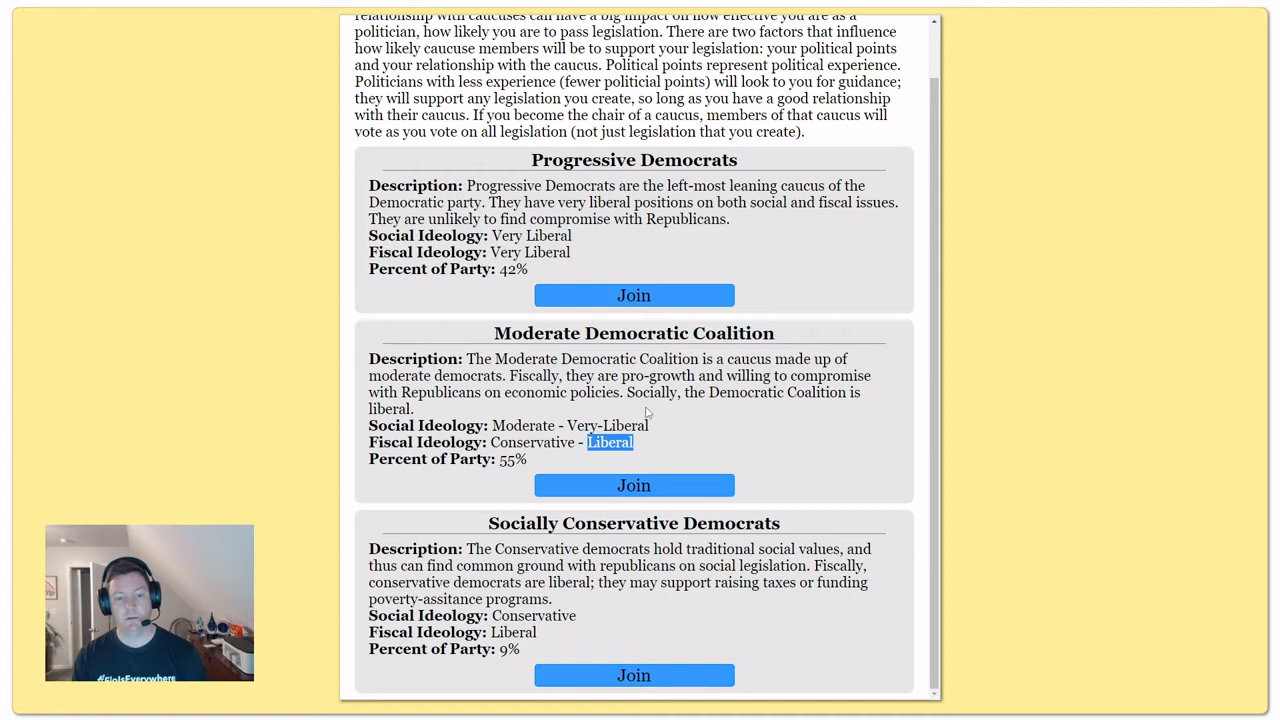 relationship with caucuses can have a big impact on how effective you are as a
politician, how likely you are to pass legislation. There are two factors that influence
how likely caucuse members will be to support your legislation: your political points
and your relationship with the caucus. Political points represent political experience.
Politicians with less experience (fewer politicial points) will look to you for guidance;
they will support any legislation you create, so long as you have a good relationship
with their caucus. If you become the chair of a caucus, members of that caucus will
vote as you vote on all legislation (not just legislation that you create).
Progressive Democrats
Description: Progressive Democrats are the left-most leaning caucus of the
Democratic party. They have very liberal positions on both social and fiscal issues.
They are unlikely to find compromise with Republicans.
Social Ideology: Very Liberal
Fiscal Ideology: Very Liberal
Percent of Party: 42%
Join
Moderate Democratic Coalition
Description: The Moderate Democratic Coalition is a caucus made up of
moderate democrats. Fiscally, they are pro-growth and willing to compromise
with Republicans on economic policies. Socially, the Democratic Coalition is
liberal.
Social Ideology: Moderate - Very-Liberal
Fiscal Ideology: Conservative - Liberal
Percent of Party: 55%
Join
Socially Conservative Democrats
Description: The Conservative democrats hold traditional social values, and
thus can find common ground with republicans on social legislation. Fiscally,
conservative democrats are liberal; they may support raising taxes or funding
poverty-assitance programs.
Social Ideology: Conservative
Fiscal Ideology: Liberal
Percent of Party: 9%
Join
#FloIsEverywhere